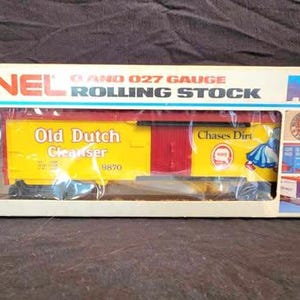 NEL O AND 027 GAUGE
ROLLING STOCK
Old Dutch
Cleanser
9870
Chases Dirt